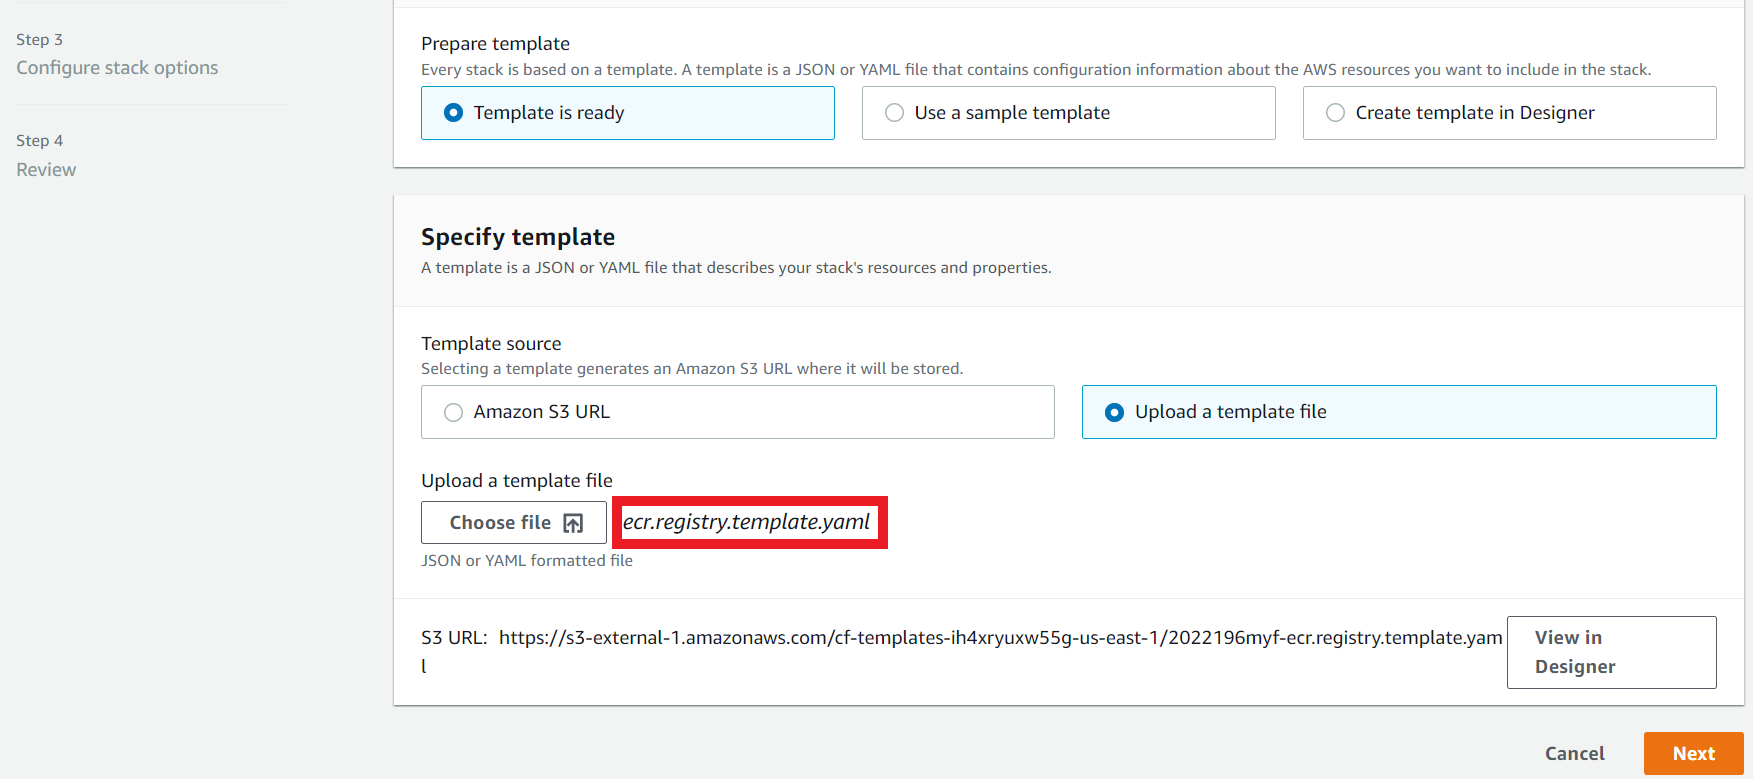 Step 3
Configure stack options
Step 4
Review
Prepare template
Every stack is based on a template. A template is a JSON or YAML file that contains configuration information about the AWS resources you want to include in the stack.
Template is ready
Use a sample template
Create template in Designer
Specify template
A template is a JSON or YAML file that describes your stack's resources and properties.
Template source
Selecting a template generates an Amazon S3 URL where it will be stored.
Amazon S3 URL
Upload a template file
Upload a template file
Choose file
ecr.registry.template.yaml
JSON or YAML formatted file
S3 URL: https://s3-external-1.amazonaws.com/cf-templates-ih4xryuxw55g-us-east-1/2022196myf-ecr.registry.template.yam
l
View in
Designer
Cancel
Next